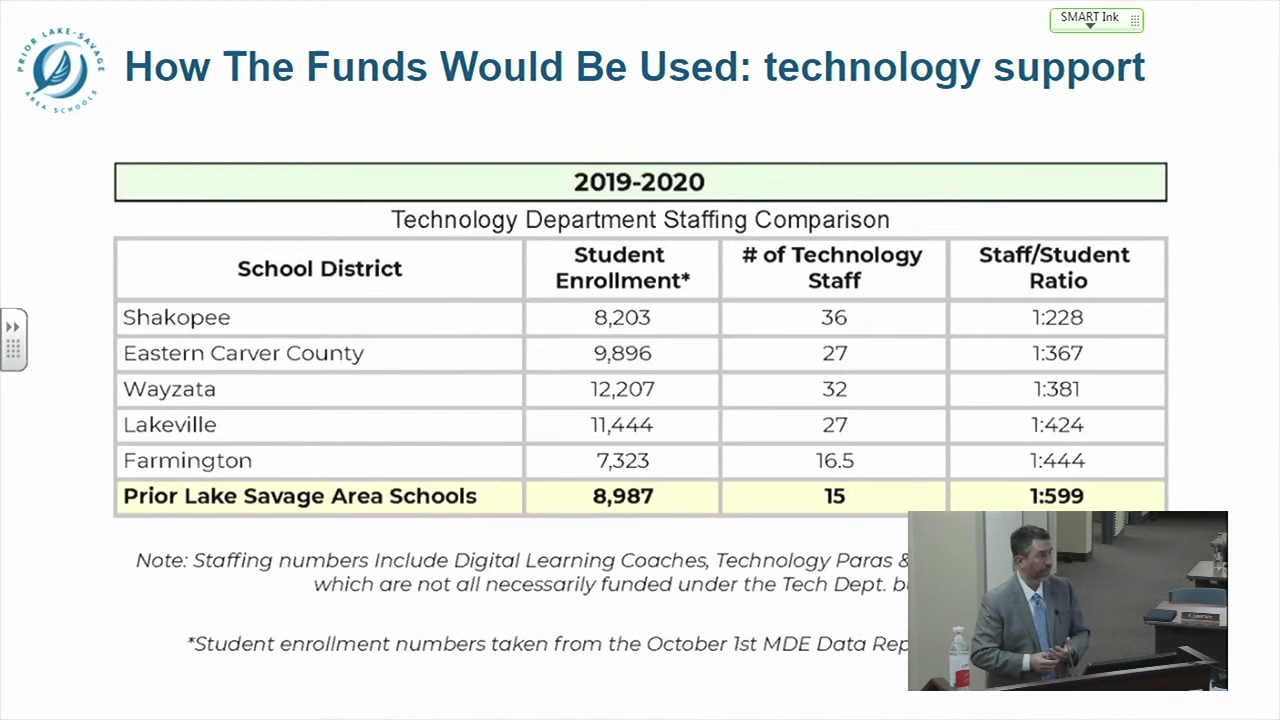 SMART Ink
PRIOR LAKE-SAVAGE
AREA SCHOOLS
How The Funds Would Be Used: technology support
2019-2020
Technology Department Staffing Comparison
School District Student Enrollment* # of Technology Staff Staff/Student Ratio
Shakopee 8,203 36 1:228
Eastern Carver County 9,896 27 1:367
Wayzata 12,207 32 1:381
Lakeville 11,444 27 1:424
Farmington 7,323 16.5 1:444
Prior Lake Savage Area Schools 8,987 15 1:599
Note: Staffing numbers Include Digital Learning Coaches, Technology Paras &
which are not all necessarily funded under the Tech Dept.
*Student enrollment numbers taken from the October 1st MDE Data